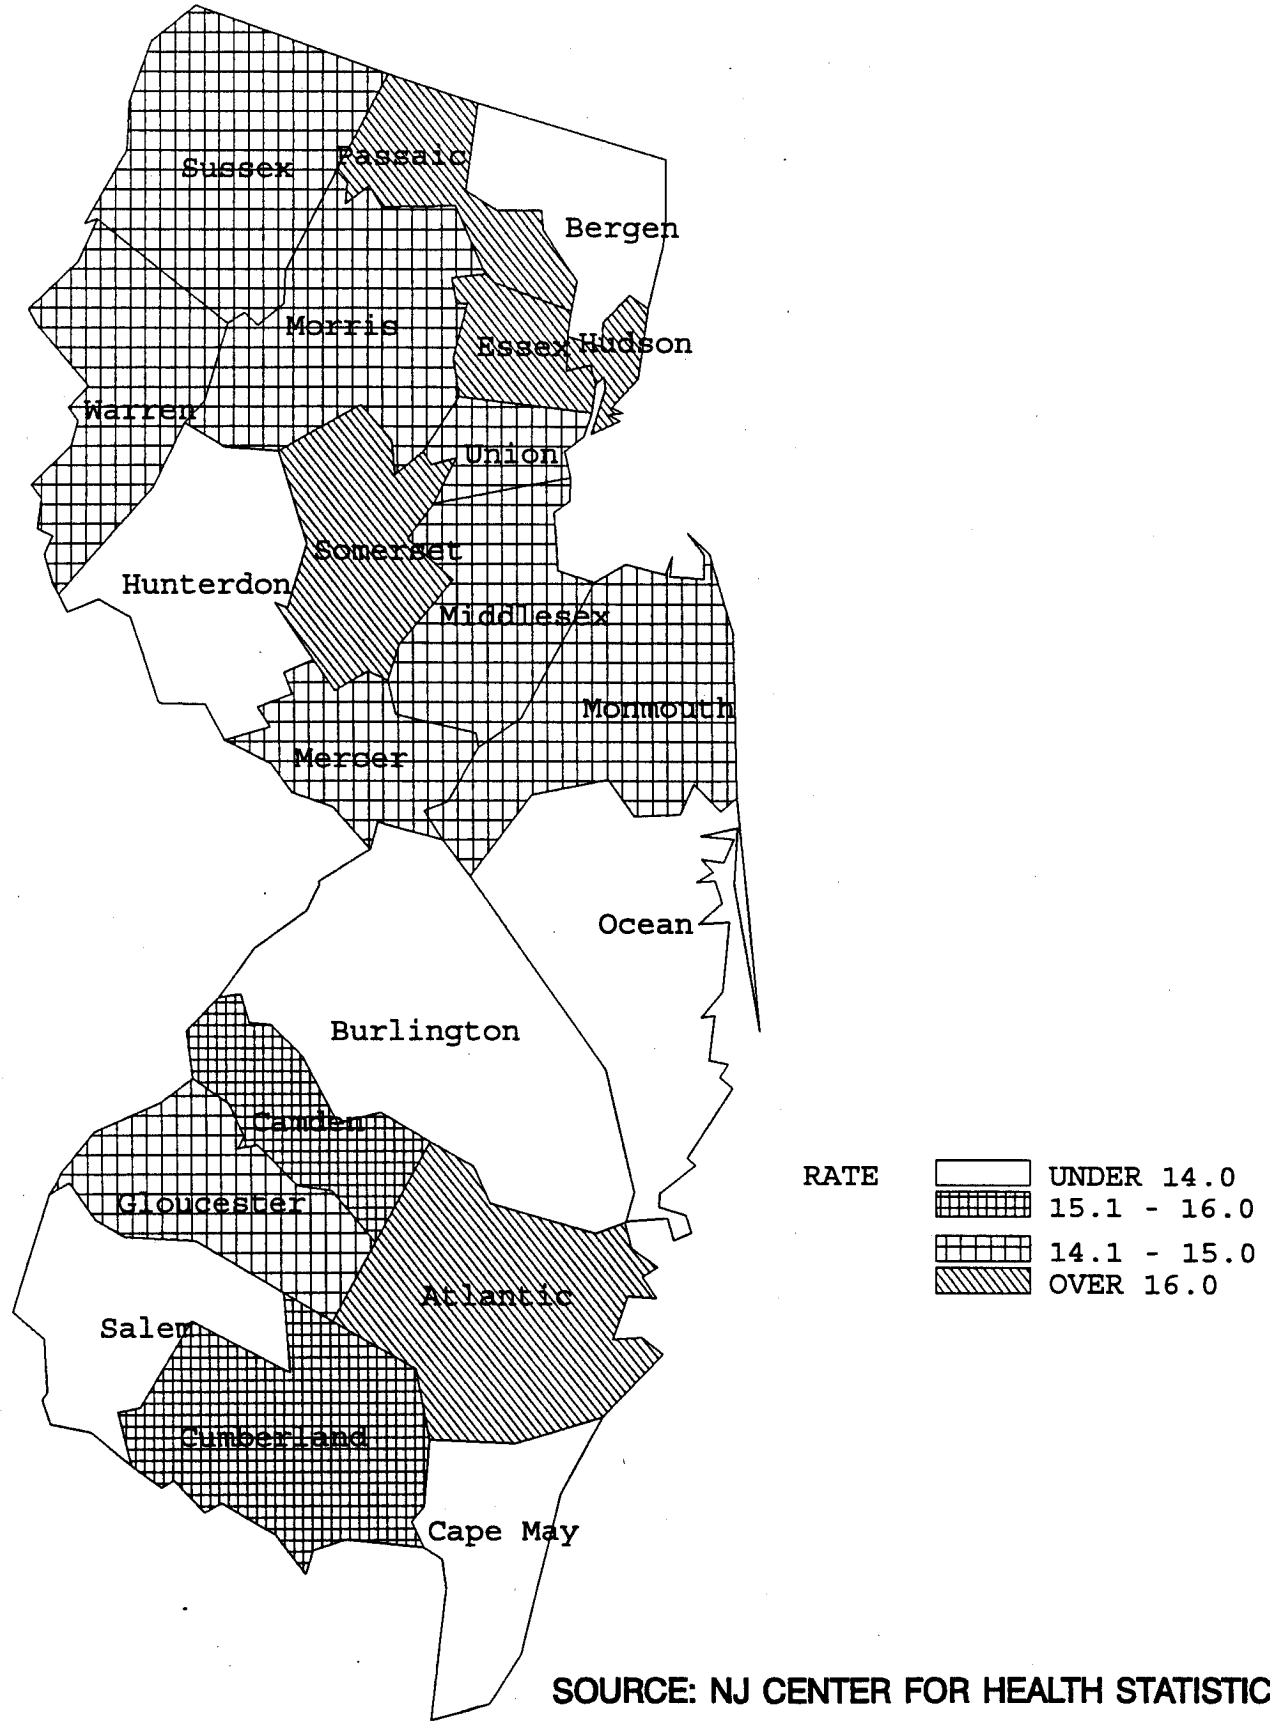 Sussex
Passaic
Bergen
Morris
Essex
Hudson
Warren
Union
Somerset
Hunterdon
Middlesex
Monmouth
Mercer
Ocean
Burlington
Camden
RATE
UNDER 14.0
15.1 - 16.0
14.1 - 15.0
OVER 16.0
Gloucester
Atlantic
Salem
Cumberland
Cape May
SOURCE: NJ CENTER FOR HEALTH STATISTIC